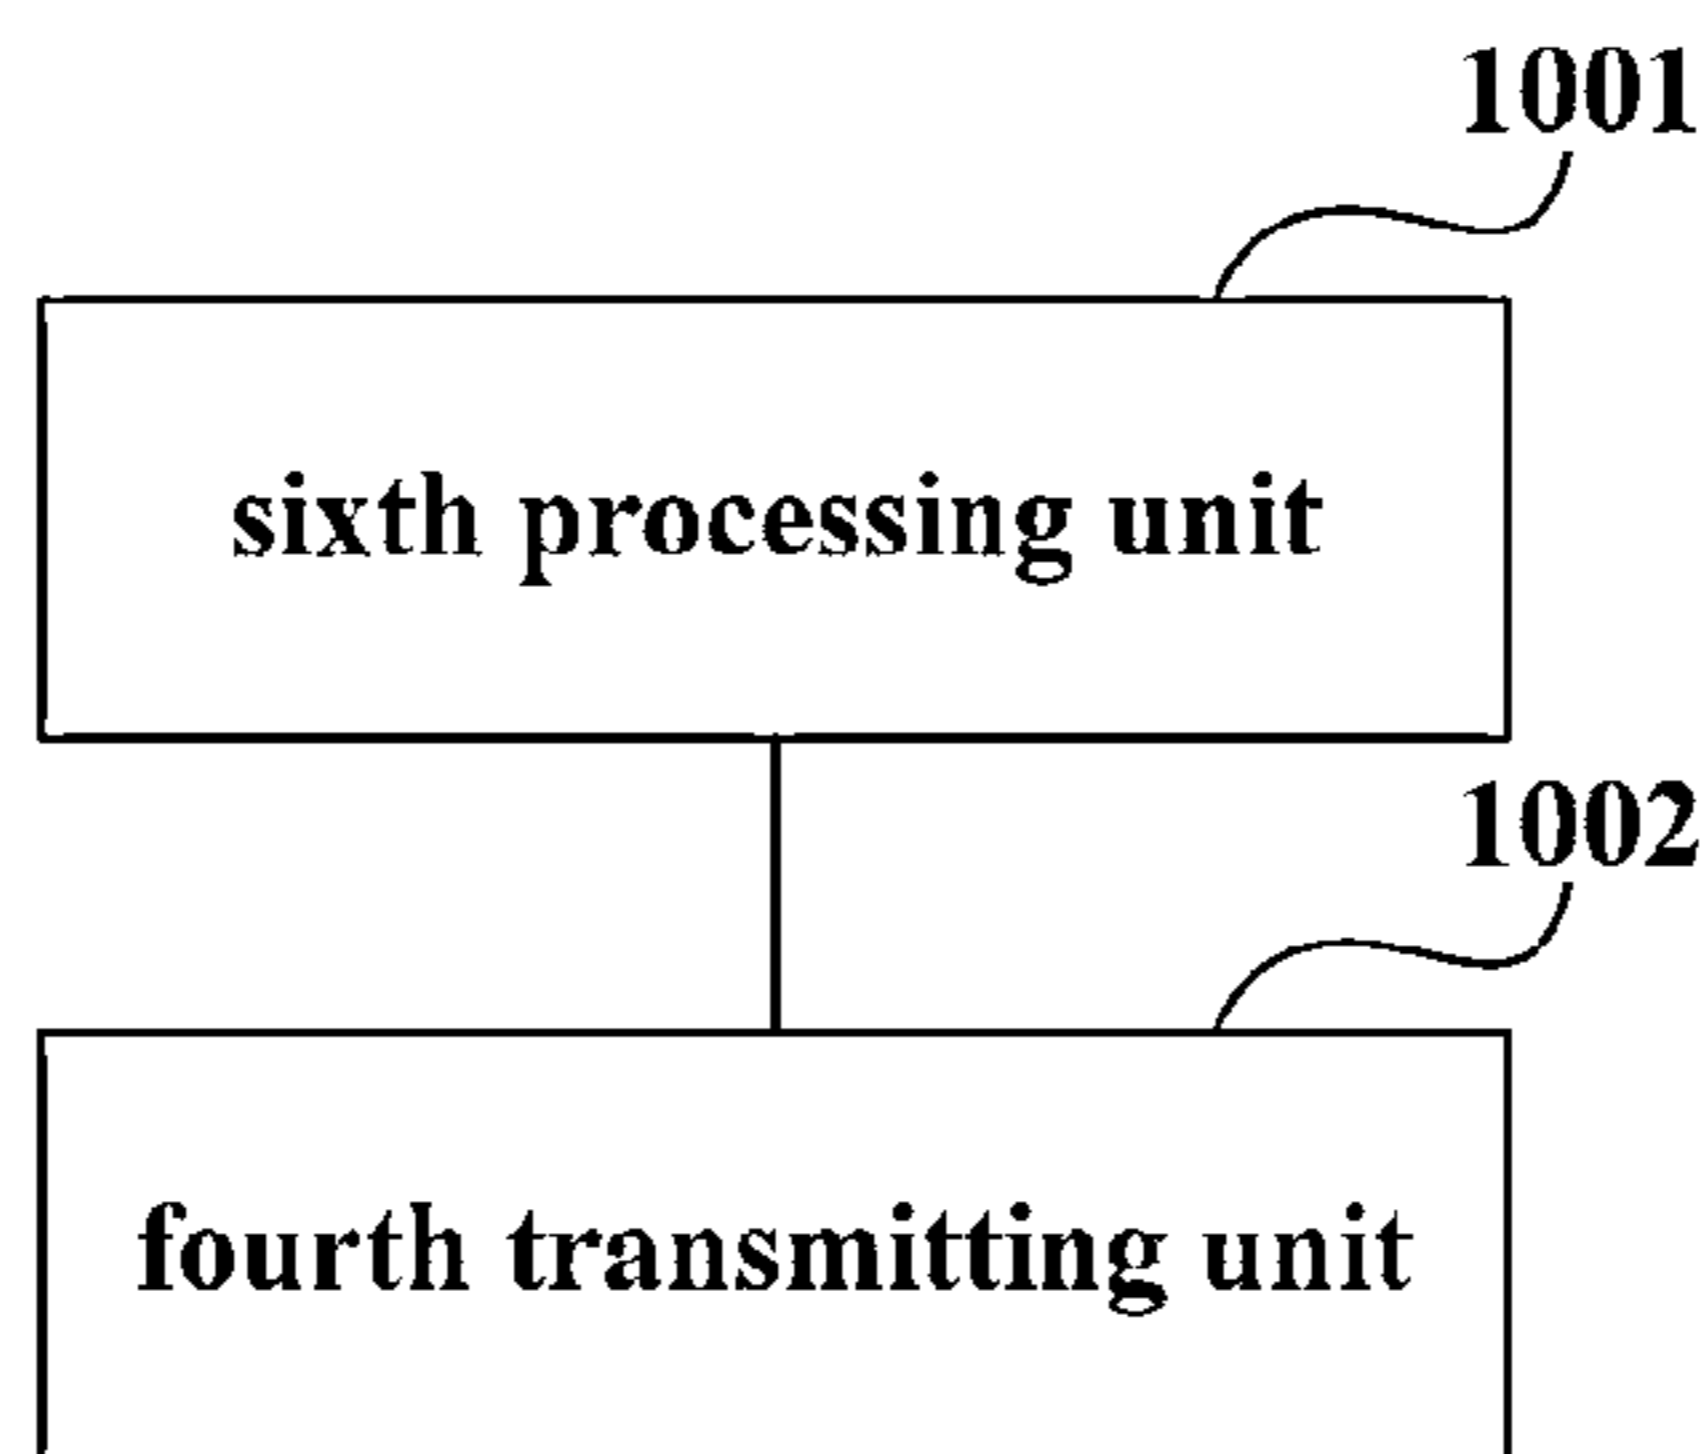 1001
sixth processing unit
1002
fourth transmitting unit